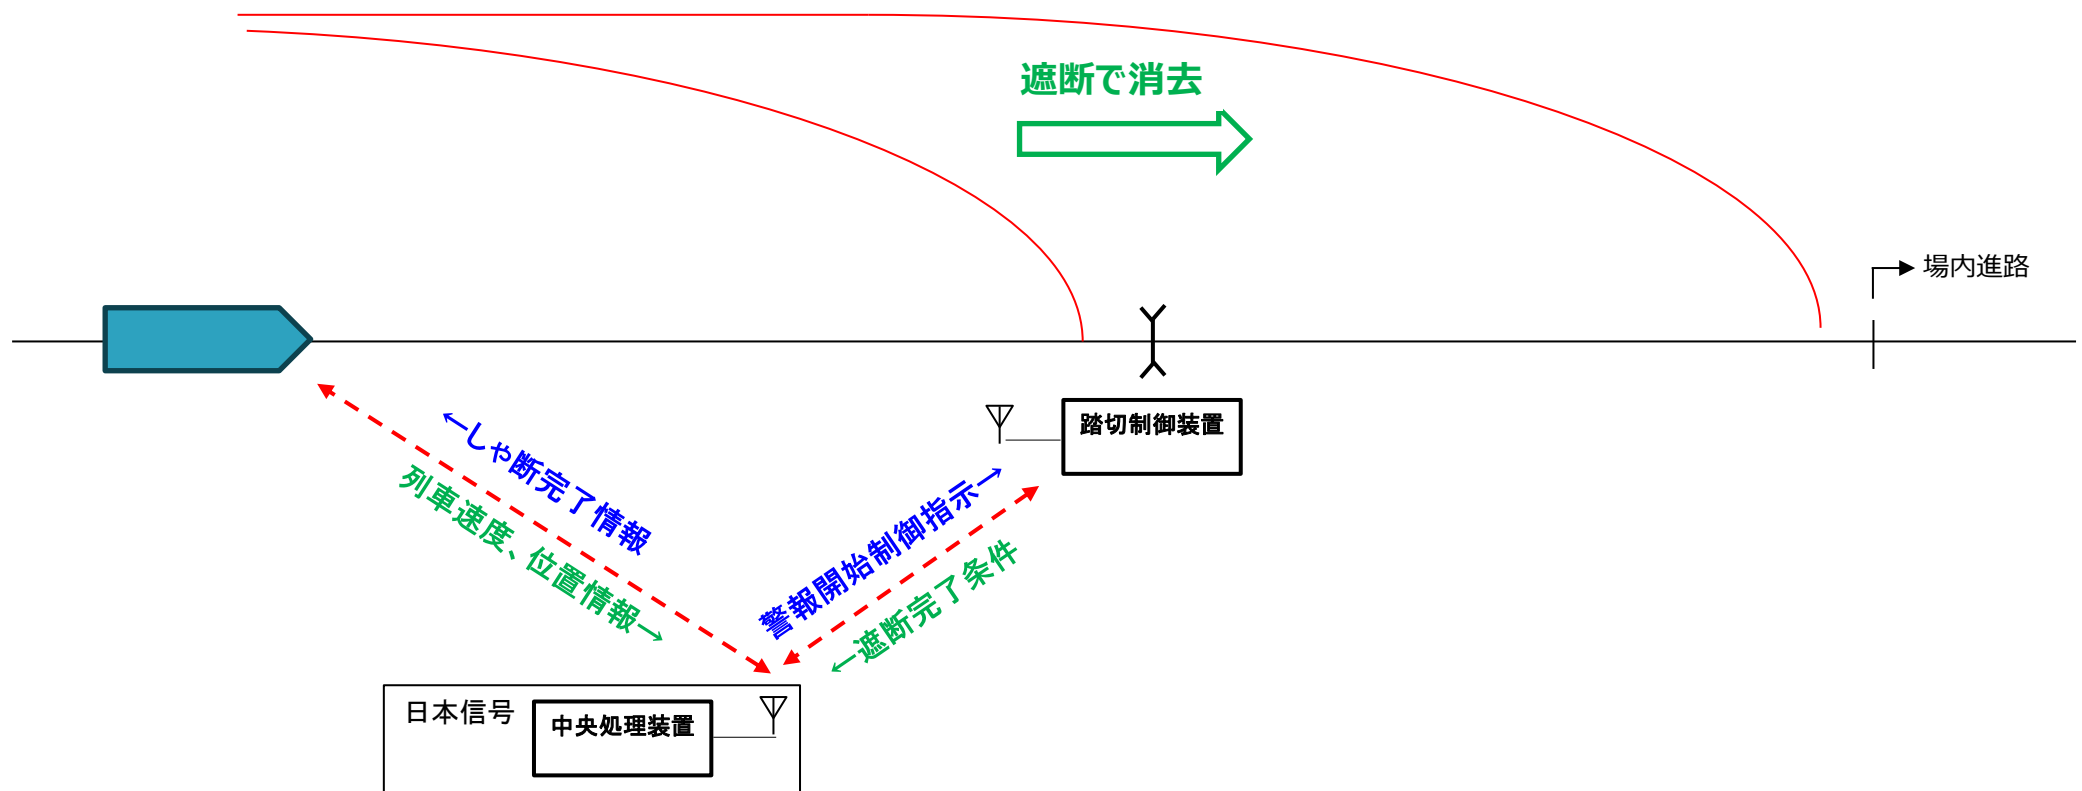 遮断で消去
場内進路
踏切制御装置
←しゃ断完了情報
列車速度、位置情報→
警報開始制御指示→
←遮断完了条件
日本信号
中央処理装置